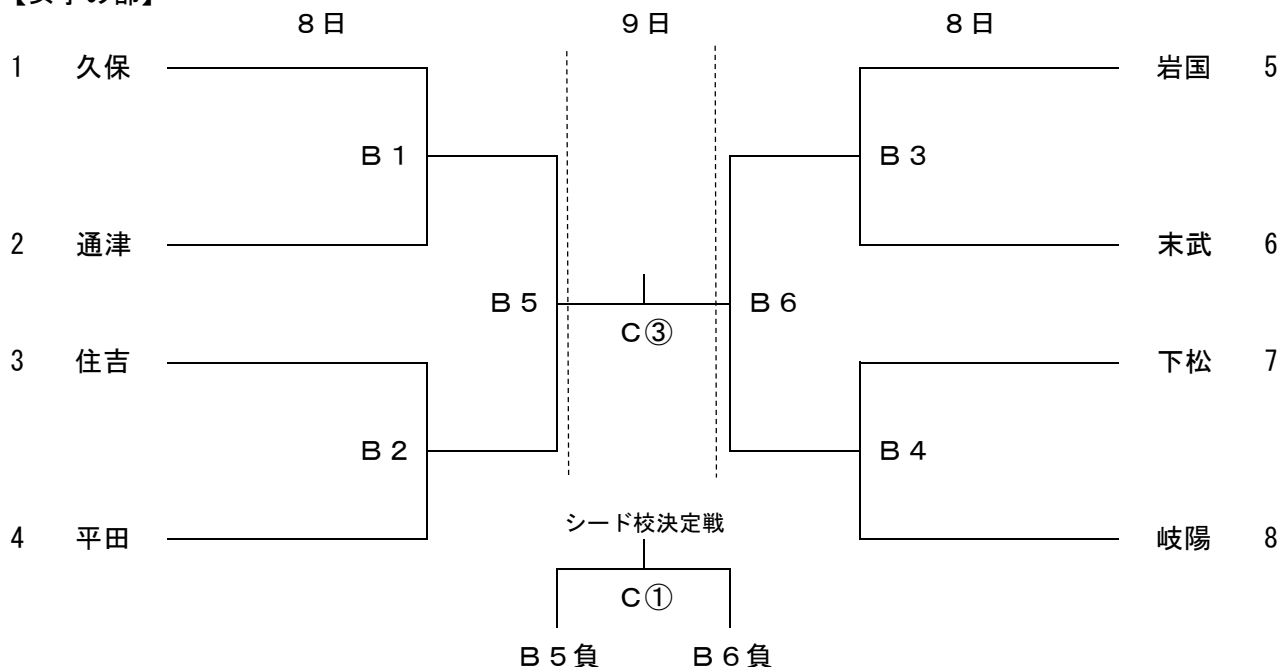 ８日 ９日 ８日
1 久保 岩国 5
Ｂ１ Ｂ３
2 通津 末武 6
Ｂ５ Ｂ６
Ｃ③
3 住吉 下松 7
Ｂ２ Ｂ４
シード校決定戦
4 平田 岐陽 8
Ｃ①
Ｂ５負 Ｂ６負